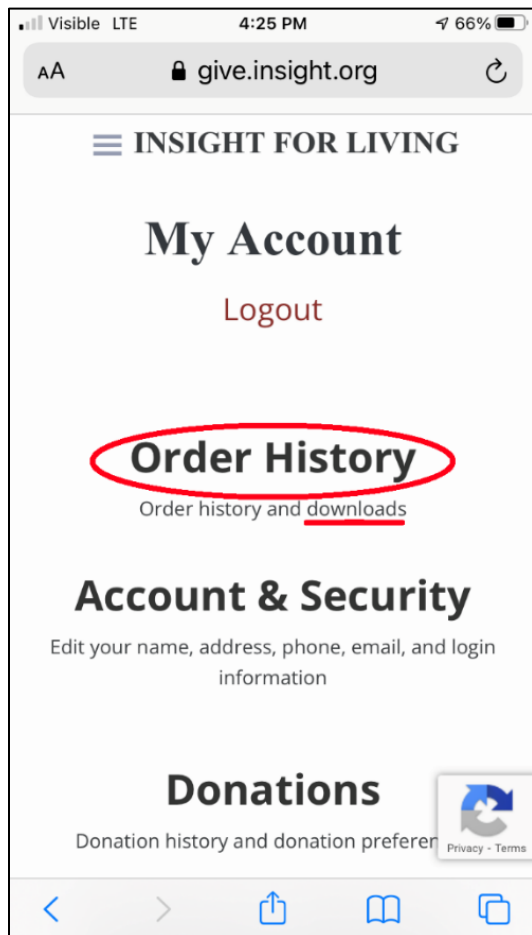 Visible LTE 4:25 PM 66%
AA give.insight.org
INSIGHT FOR LIVING
My Account
Logout
Order History
Order history and downloads
Account & Security
Edit your name, address, phone, email, and login
information
Donations
Donation history and donation preferen
Privacy - Terms